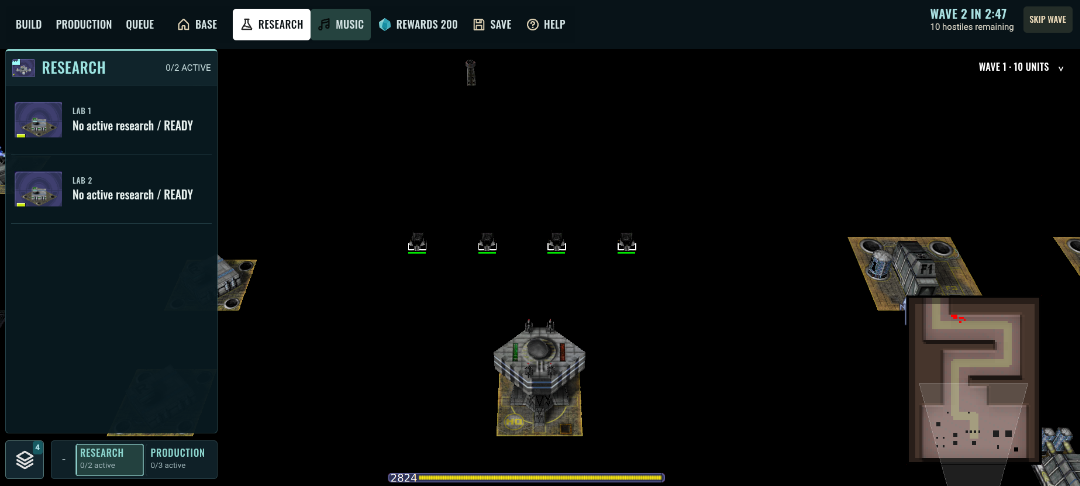 BUILD PRODUCTION QUEUE BASE RESEARCH MUSIC REWARDS 200 SAVE HELP
WAVE 2 IN 2:47
10 hostiles remaining
SKIP WAVE
RESEARCH 0/2 ACTIVE
WAVE 1 · 10 UNITS
LAB 1
No active research / READY
LAB 2
No active research / READY
4
- RESEARCH PRODUCTION
0/2 active 0/3 active
2824